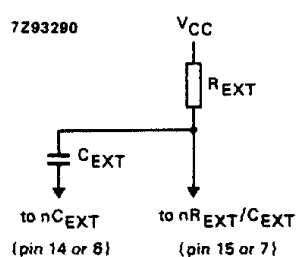 7Z93290
VCC
REXT
CEXT
to nCEXT
to nREXT/CEXT
(pin 14 or 6)
(pin 15 or 7)